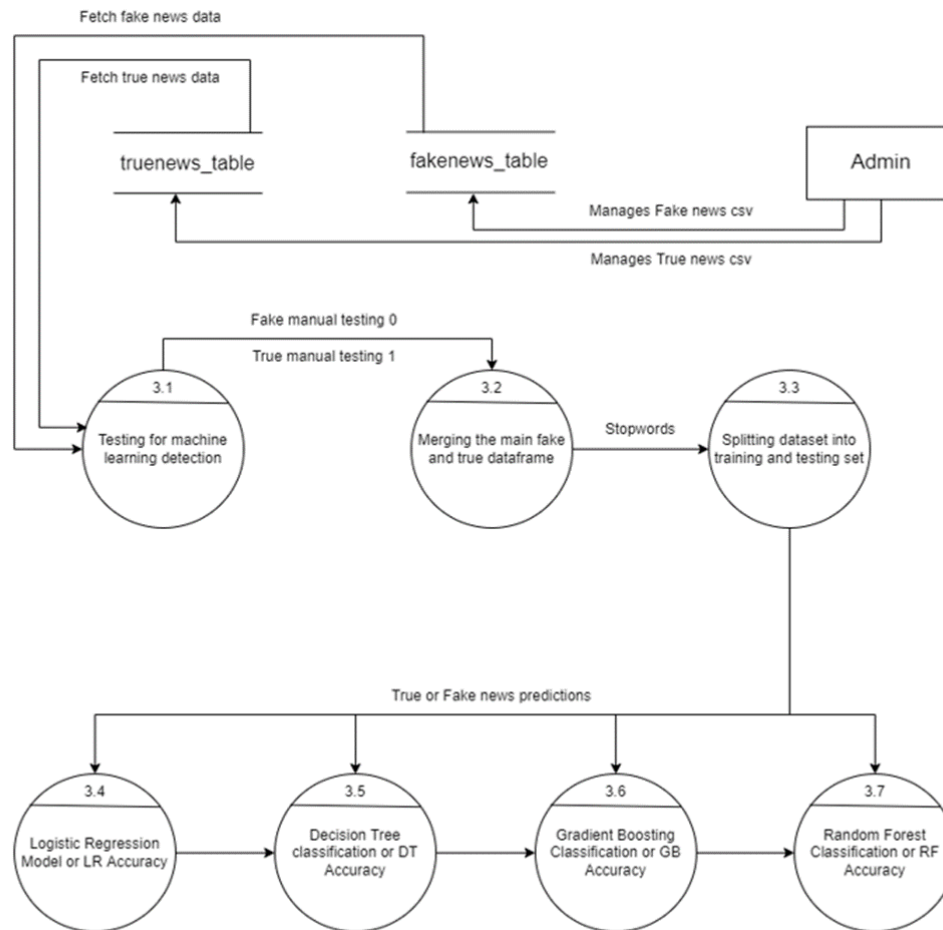 Fetch fake news data
Fetch true news data
truenews_table
fakenews_table
Admin
Manages Fake news csv
Manages True news csv
Fake manual testing 0
True manual testing 1
3.1
Testing for machine
learning detection
3.2
Merging the main fake
and true dataframe
Stopwords
3.3
Splitting dataset into
training and testing set
True or Fake news predictions
3.4
Logistic Regression
Model or LR Accuracy
3.5
Decision Tree
classification or DT
Accuracy
3.6
Gradient Boosting
Classification or GB
Accuracy
3.7
Random Forest
Classification or RF
Accuracy